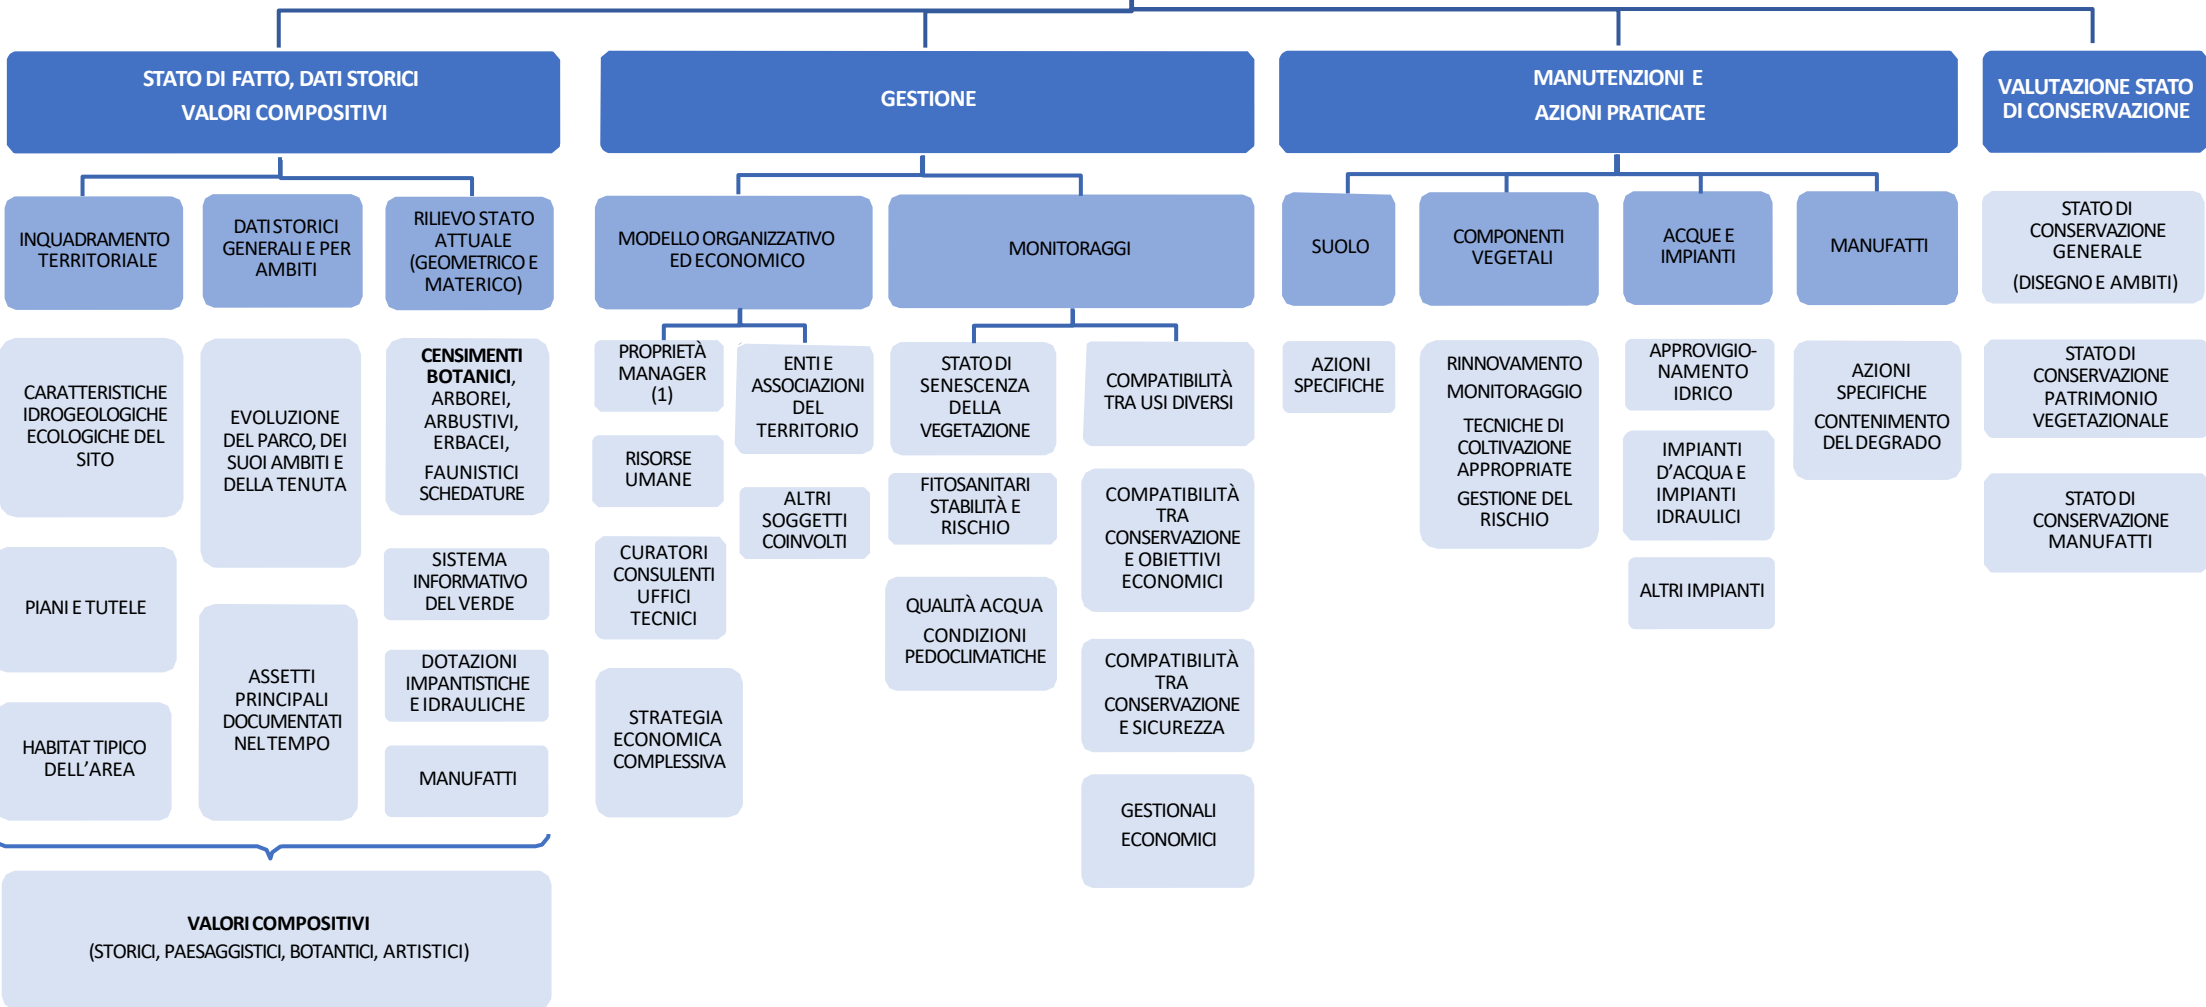 STATO DI FATTO, DATI STORICI
VALORI COMPOSITIVI
GESTIONE
MANUTENZIONI E
AZIONI PRATICATE
VALUTAZIONE STATO
DI CONSERVAZIONE
INQUADRAMENTO
TERRITORIALE
DATI STORICI
GENERALI E PER
AMBITI
RILIEVO STATO
ATTUALE
(GEOMETRICO E
MATERICO)
MODELLO ORGANIZZATIVO
ED ECONOMICO
MONITORAGGI
SUOLO
COMPONENTI
VEGETALI
ACQUE E
IMPIANTI
MANUFATTI
STATO DI
CONSERVAZIONE
GENERALE
(DISEGNO E AMBITI)
CARATTERISTICHE
IDROGEOLOGICHE
ECOLOGICHE DEL
SITO
PIANI E TUTELE
HABITAT TIPICO
DELL'AREA
EVOLUZIONE
DEL PARCO, DEI
SUOI AMBITI E
DELLA TENUTA
ASSETTI
PRINCIPALI
DOCUMENTATI
NEL TEMPO
CENSIMENTI
BOTANICI,
ARBOREI,
ARBUSTIVI,
ERBACEI,
FAUNISTICI
SCHEDATURE
SISTEMA
INFORMATIVO
DEL VERDE
DOTAZIONI
IMPANTISTICHE
E IDRAULICHE
MANUFATTI
VALORI COMPOSITIVI
(STORICI, PAESAGGISTICI, BOTANTICI, ARTISTICI)
PROPRIETÀ
MANAGER
(1)
RISORSE
UMANE
CURATORI
CONSULENTI
UFFICI
TECNICI
STRATEGIA
ECONOMICA
COMPLESSIVA
ENTI E
ASSOCIAZIONI
DEL
TERRITORIO
ALTRI
SOGGETTI
COINVOLTI
STATO DI
SENESCENZA
DELLA
VEGETAZIONE
FITOSANITARI
STABILITÀ E
RISCHIO
QUALITÀ ACQUA
CONDIZIONI
PEDOCLIMATICHE
COMPATIBILITÀ
TRA USI DIVERSI
COMPATIBILITÀ
TRA
CONSERVAZIONE
E OBIETTIVI
ECONOMICI
COMPATIBILITÀ
TRA
CONSERVAZIONE
E SICUREZZA
GESTIONALI
ECONOMICI
AZIONI
SPECIFICHE
RINNOVAMENTO
MONITORAGGIO
TECNICHE DI
COLTIVAZIONE
APPROPRIATE
GESTIONE DEL
RISCHIO
APPROVIGIO-
NAMENTO
IDRICO
IMPIANTI
D'ACQUA E
IMPIANTI
IDRAULICI
ALTRI IMPIANTI
AZIONI
SPECIFICHE
CONTENIMENTO
DEL DEGRADO
STATO DI
CONSERVAZIONE
PATRIMONIO
VEGETAZIONALE
STATO DI
CONSERVAZIONE
MANUFATTI